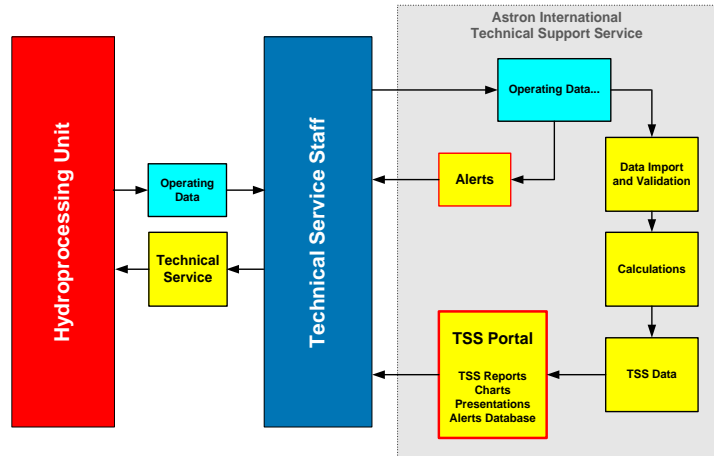 Astron International
Technical Support Service
Hydroprocessing Unit
Operating
Data
Technical
Service
Technical Service Staff
Operating Data...
Alerts
Data Import
and Validation
Calculations
TSS Data
TSS Portal
TSS Reports
Charts
Presentations
Alerts Database